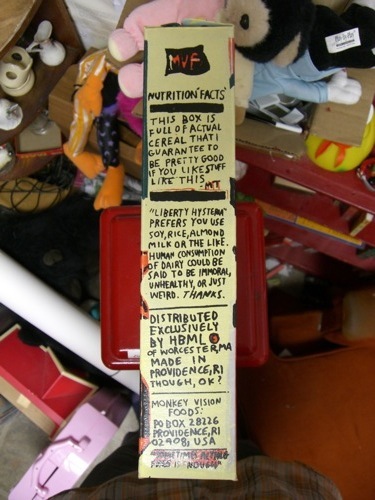 MVF
NUTRITION FACTS
THIS BOX IS
FULL OF ACTUAL
CEREAL THAT I
GUARANTEE TO
BE PRETTY GOOD
IF YOU LIKE STUFF
LIKE THIS.
"LIBERTY HYSTERIA"
PREFERS YOU USE
SOY, RICE, ALMOND
MILK OR THE LIKE.
HUMAN CONSUMPTION
OF DAIRY COULD BE
SAID TO BE IMMORAL,
UNHEALTHY, OR JUST
WEIRD. THANKS.
DISTRIBUTED
EXCLUSIVELY
BY HBML
OF WORCESTER, MA
MADE IN
PROVIDENCE, RI
THOUGH, OK?
MONKEY VISION
FOODS:
PO BOX 28226
PROVIDENCE, RI
02908, USA